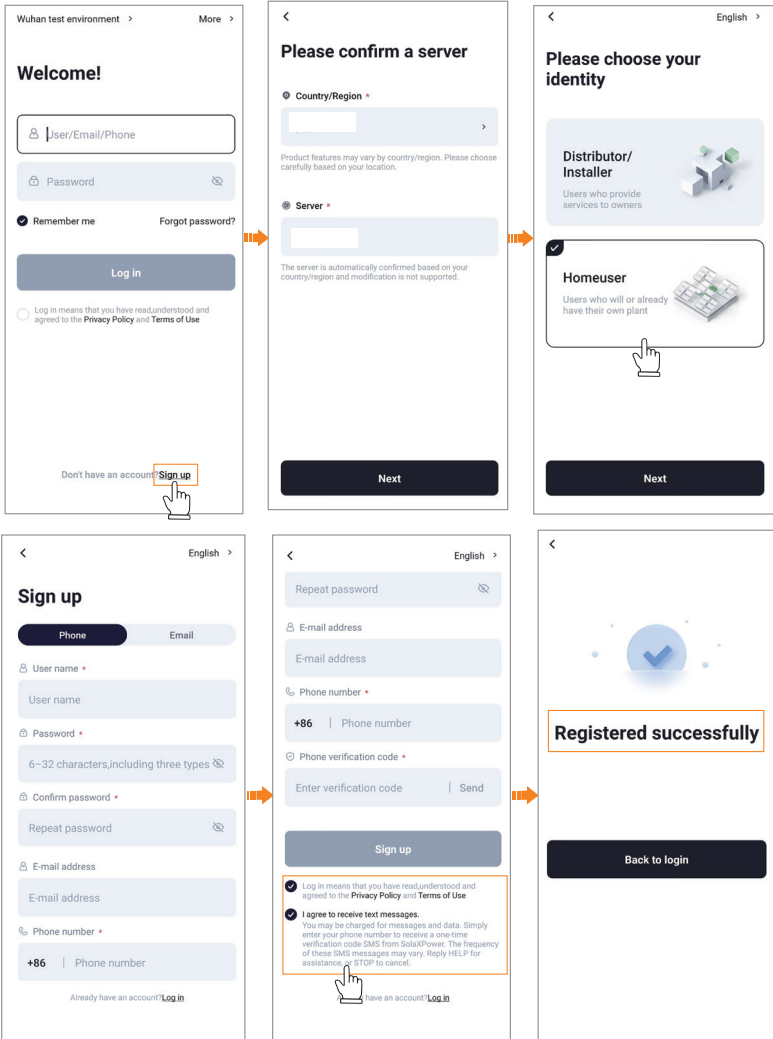 Wuhan test environment >
More >
Welcome!
User/Email/Phone
Password
Remember me
Forgot password?
Log in
Log in means that you have read,understood and
agreed to the Privacy Policy and Terms of Use
Don't have an account?Sign up
Please confirm a server
Country/Region *
Product features may vary by country/region. Please choose
carefully based on your location.
Server *
The server is automatically confirmed based on your
country/region and modification is not supported.
Next
English >
Please choose your
identity
Distributor/
Installer
Users who provide
services to owners
Homeuser
Users who will or already
have their own plant
Next
English >
Sign up
Phone
Email
User name *
User name
Password *
6–32 characters,including three types
Confirm password *
Repeat password
E-mail address
E-mail address
Phone number *
+86 | Phone number
Already have an account?Log in
English >
Repeat password
E-mail address
E-mail address
Phone number *
+86 | Phone number
Phone verification code *
Enter verification code | Send
Sign up
Log in means that you have read,understood and
agreed to the Privacy Policy and Terms of Use
I agree to receive text messages.
You may be charged for messages and data. Simply
enter your phone number to receive a one-time
verification code SMS from SolaXPower. The frequency
of these SMS messages may vary. Reply HELP for
assistance, or STOP to cancel.
have an account?Log in
Registered successfully
Back to login